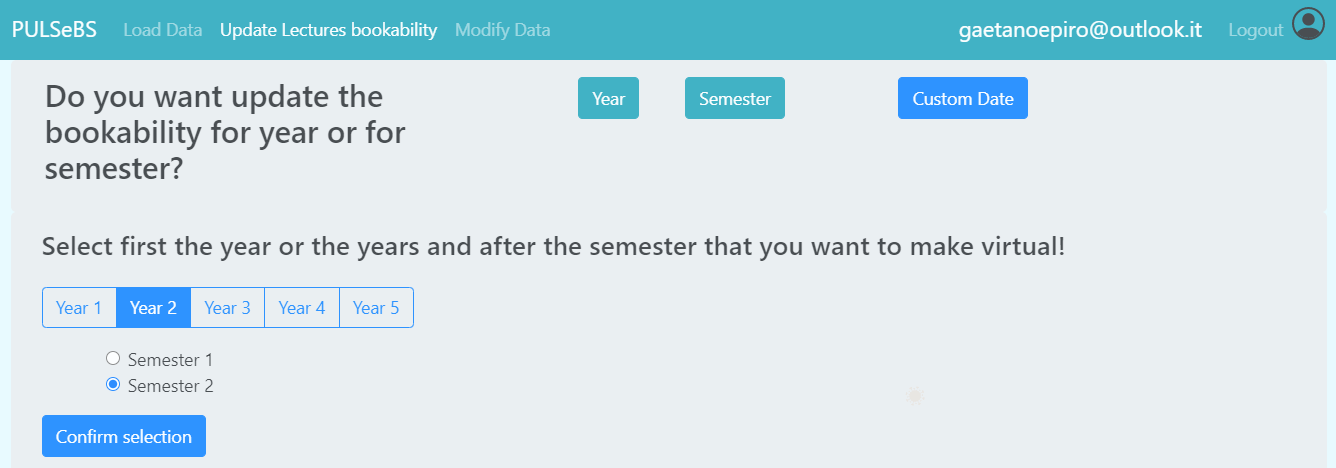 PULSeBS Load Data Update Lectures bookability Modify Data gaetanoepiro@outlook.it Logout
Do you want update the
bookability for year or for
semester?
Year Semester Custom Date
Select first the year or the years and after the semester that you want to make virtual!
Year 1 Year 2 Year 3 Year 4 Year 5
Semester 1
Semester 2
Confirm selection